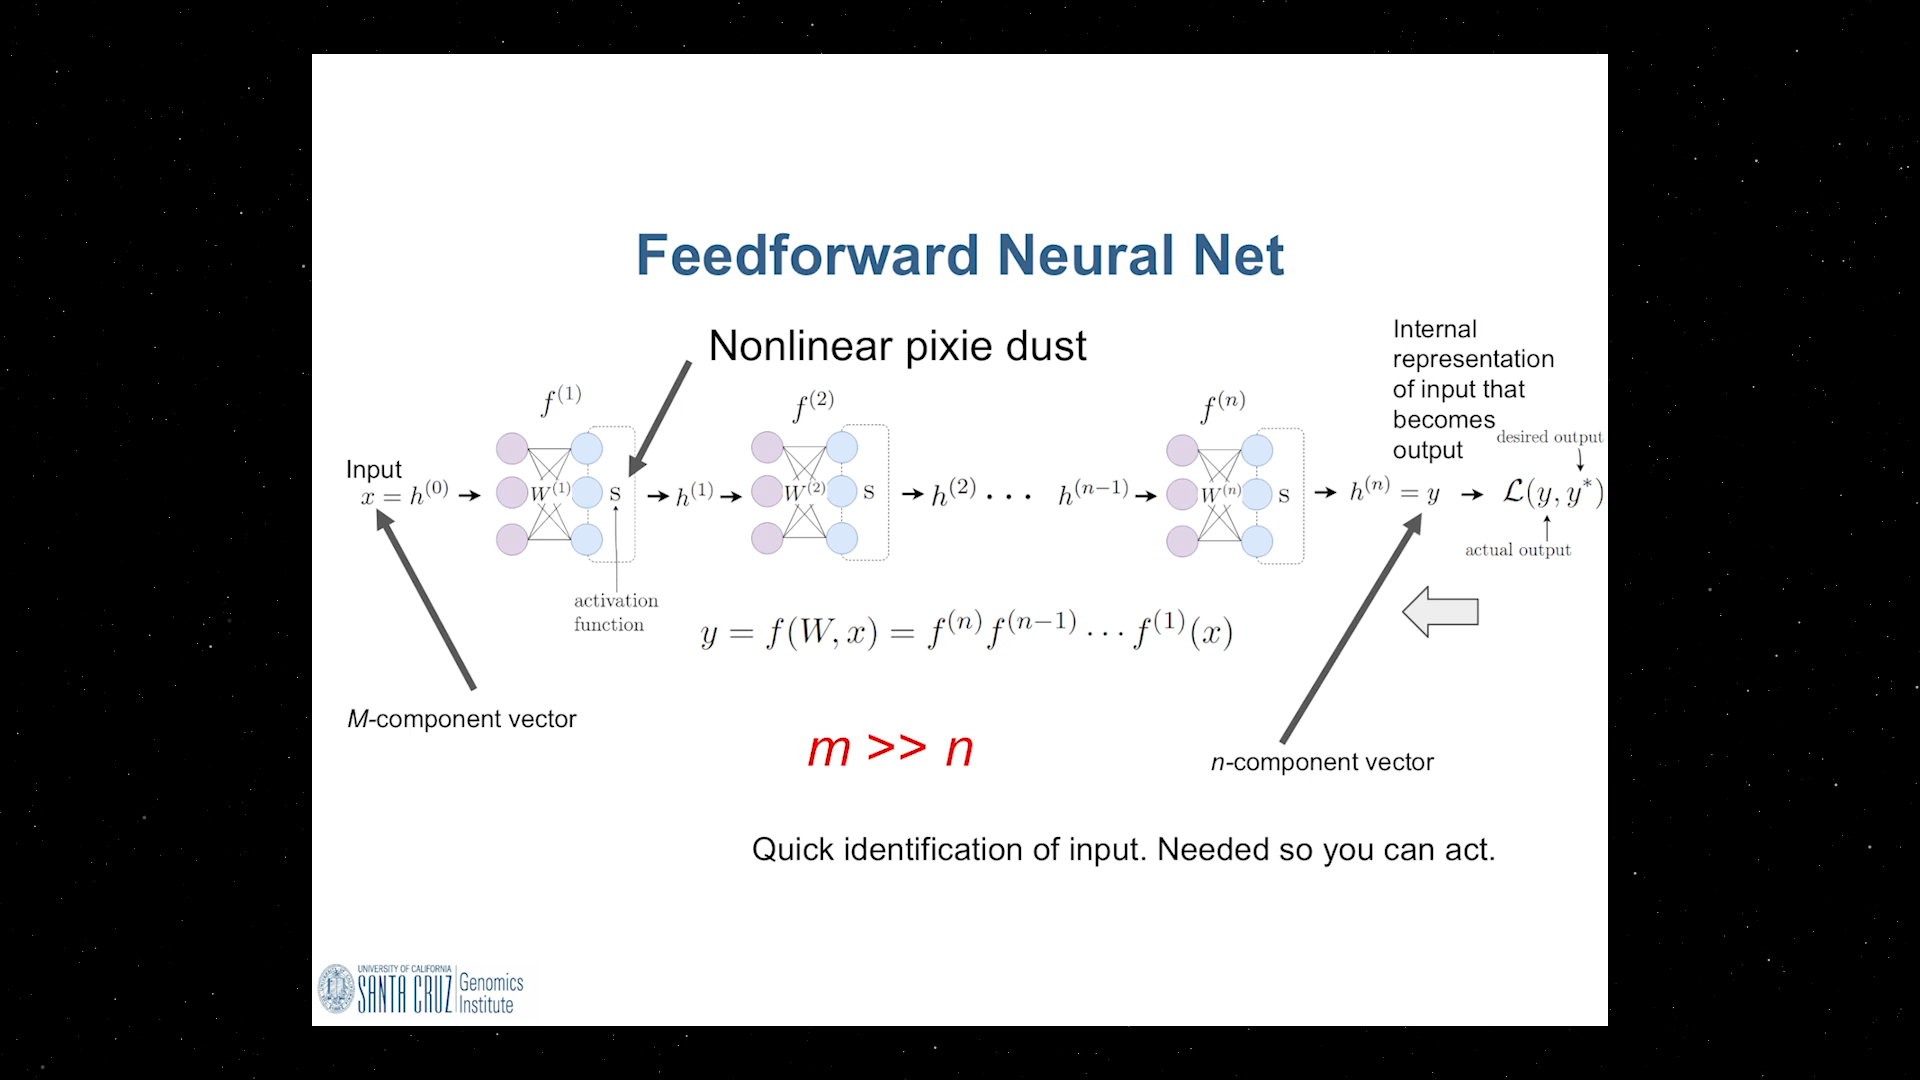 Feedforward Neural Net
Nonlinear pixie dust
Internal
representation
of input that
becomes
output
desired output
f⁽¹⁾
f⁽²⁾
f⁽ⁿ⁾
Input
x = h⁽⁰⁾ → W⁽¹⁾ s → h⁽¹⁾ → W⁽²⁾ s → h⁽²⁾ · · · h⁽ⁿ⁻¹⁾ → W⁽ⁿ⁾ s → h⁽ⁿ⁾ = y → ℒ(y, y*)
actual output
activation
function
y = f(W, x) = f⁽ⁿ⁾ f⁽ⁿ⁻¹⁾ · · · f⁽¹⁾(x)
M-component vector
m >> n
n-component vector
Quick identification of input. Needed so you can act.
UNIVERSITY OF CALIFORNIA
SANTA CRUZ
Genomics
Institute